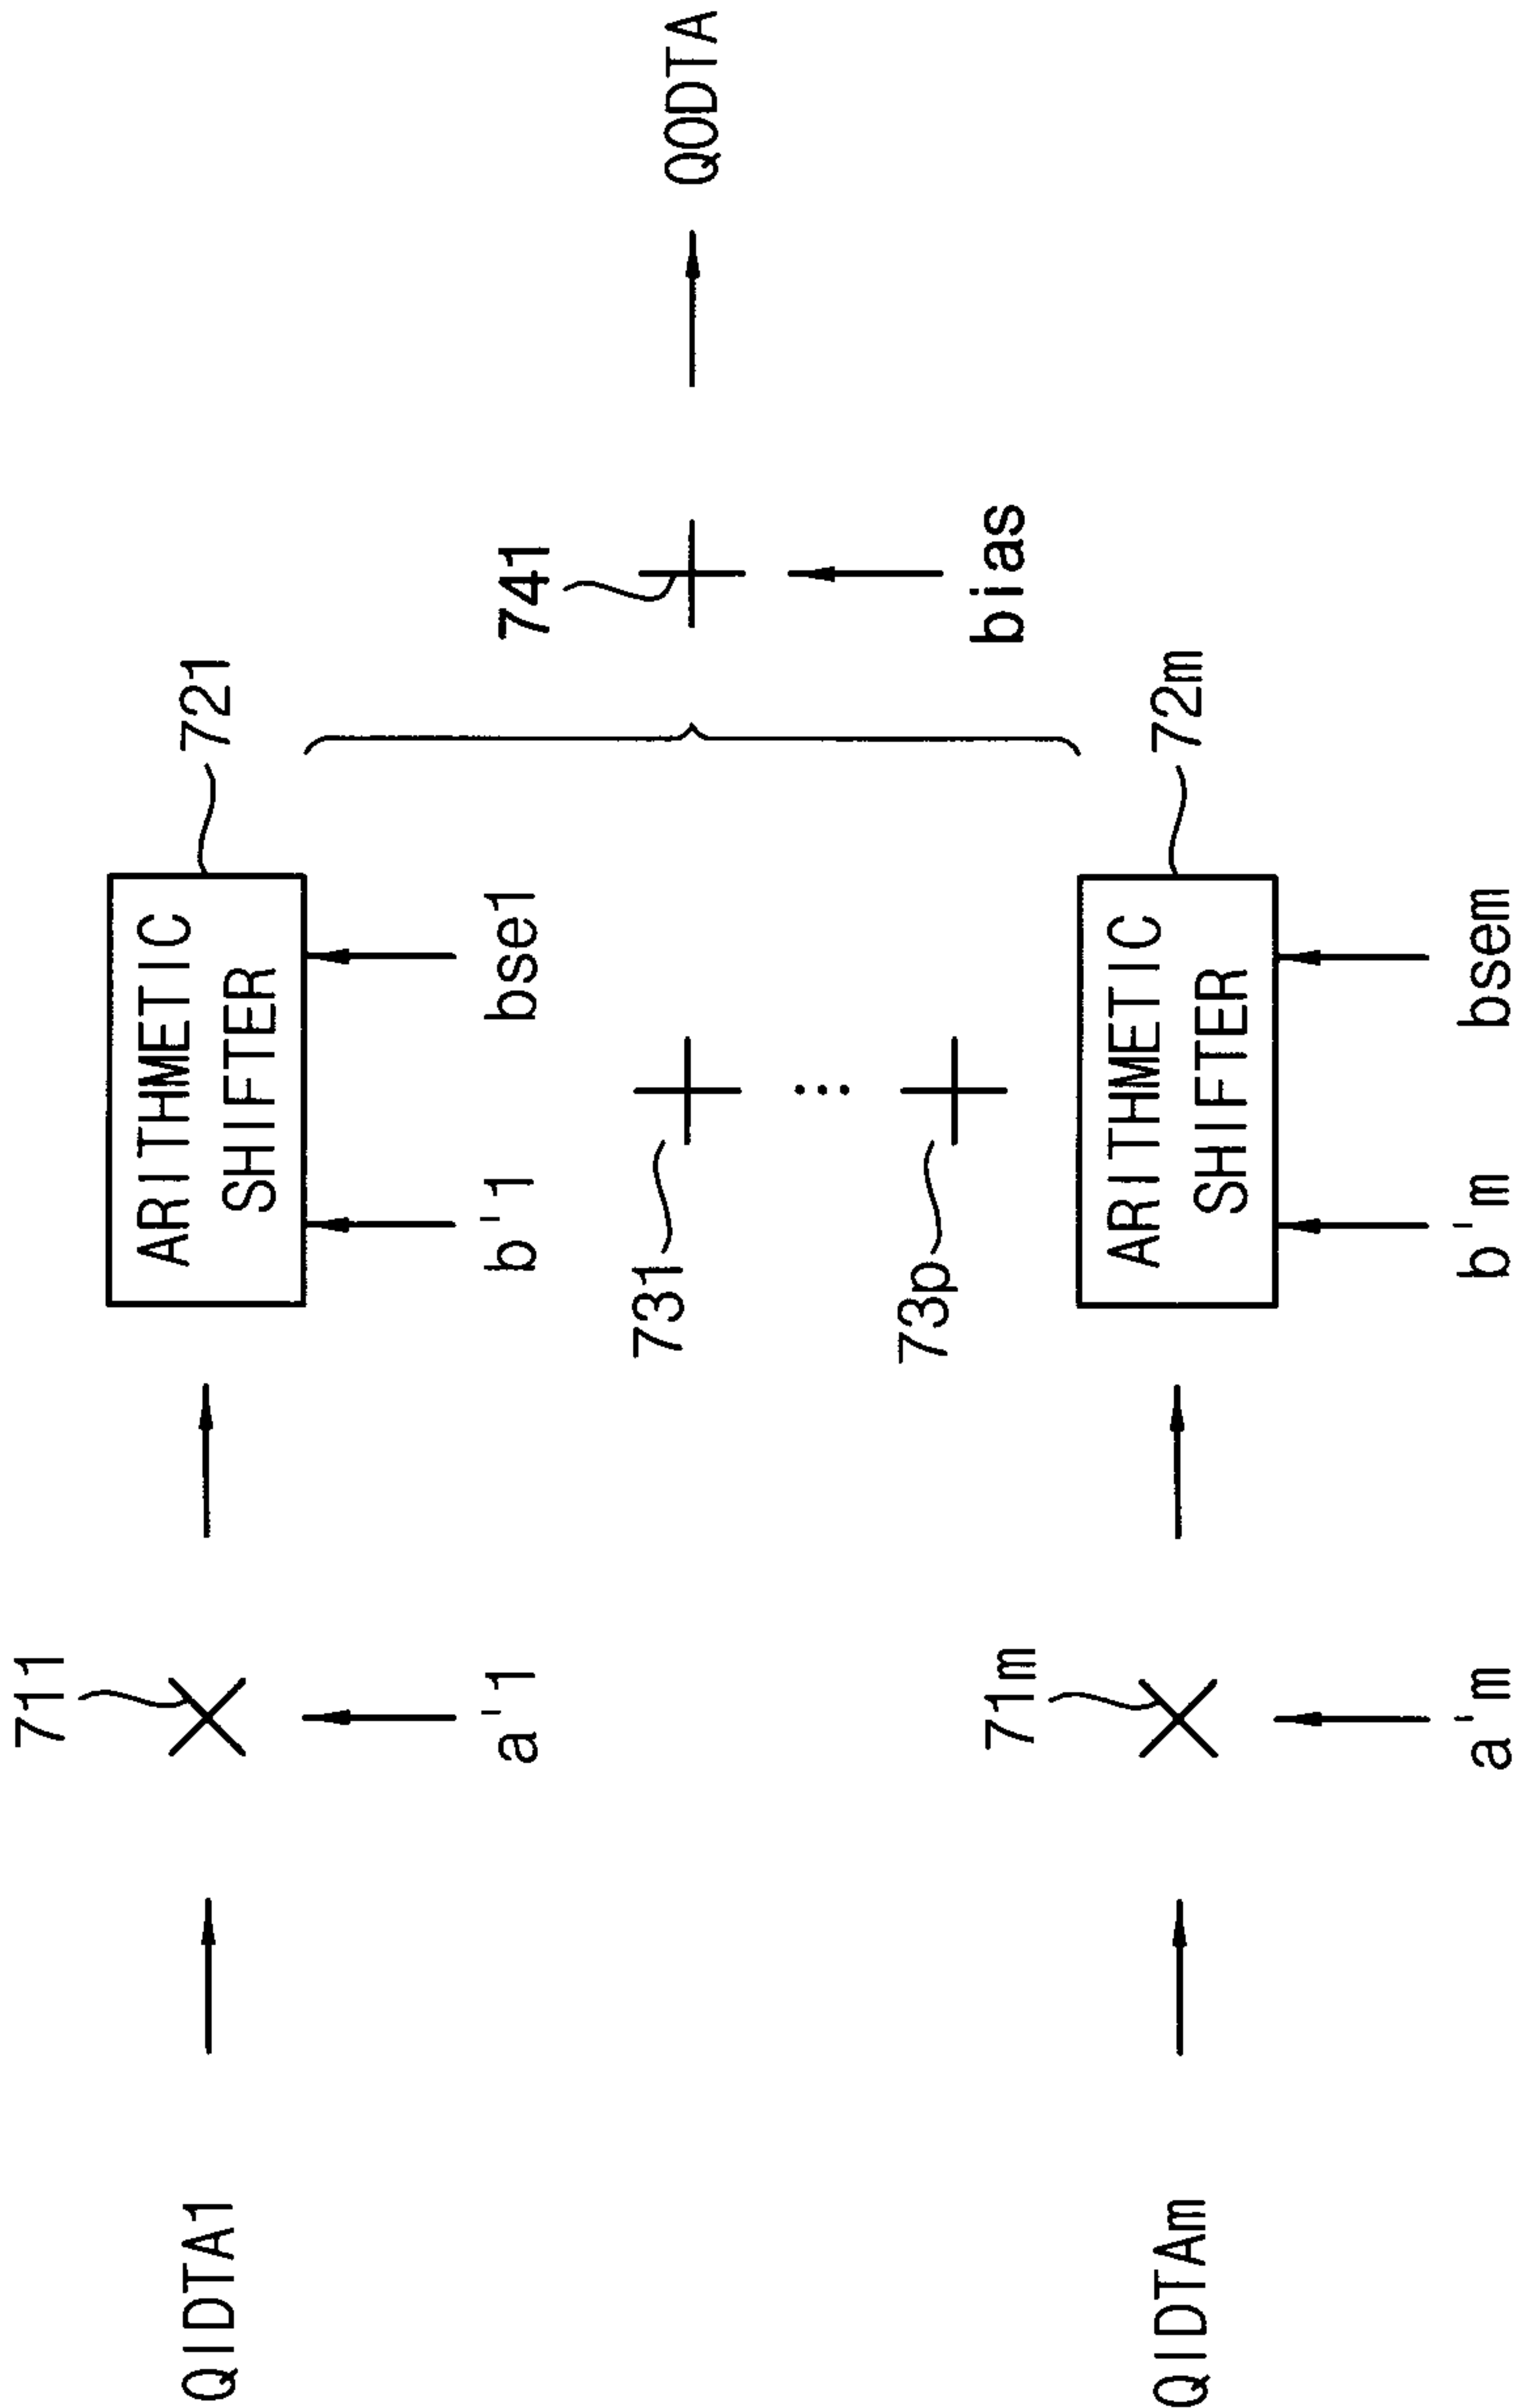 711
721
QIDTA1
ARITHMETIC
SHIFTER
a'1
b'1
bse1
741
731
QODTA
73p
bias
71m
72m
QIDTAm
ARITHMETIC
SHIFTER
a'm
b'm
bsem